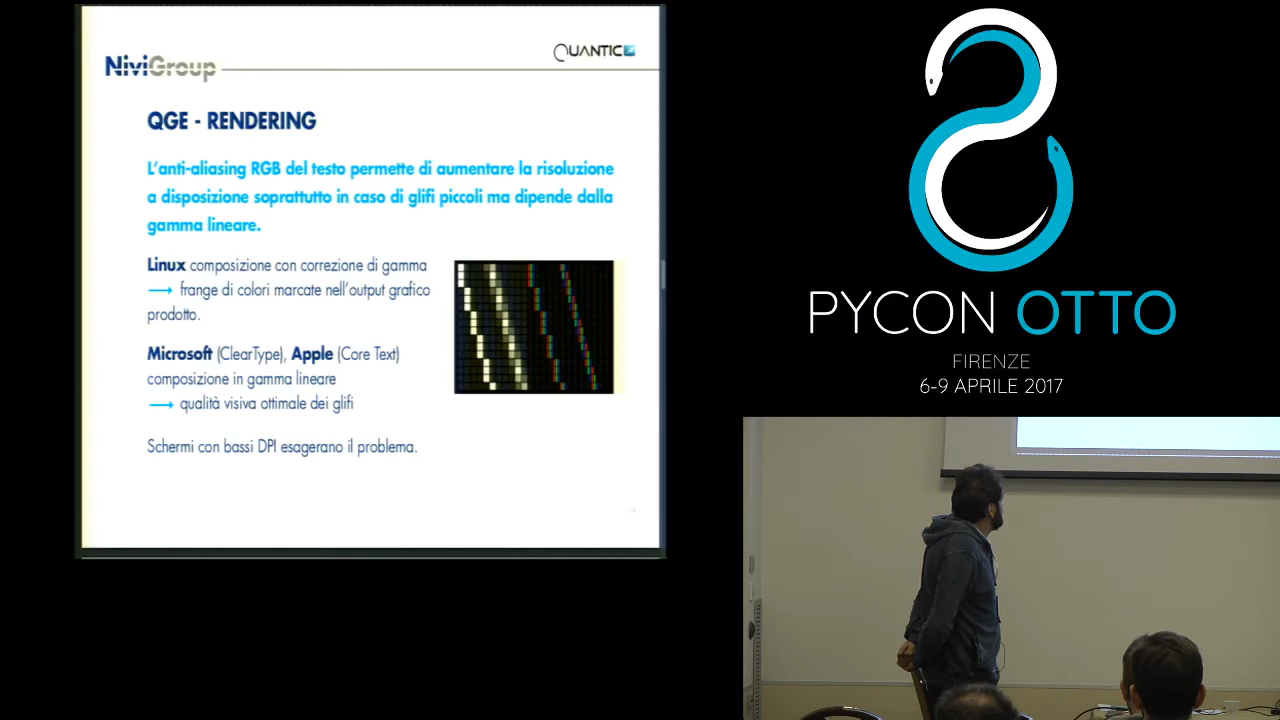 NiviGroup
QUANTIC
QGE - RENDERING
L'anti-aliasing RGB del testo permette di aumentare la risoluzione
a disposizione soprattutto in caso di glifi piccoli ma dipende dalla
gamma lineare.
Linux composizione con correzione di gamma
→ frange di colori marcate nell'output grafico
prodotto.
Microsoft (ClearType), Apple (Core Text)
composizione in gamma lineare
→ qualità visiva ottimale dei glifi
Schermi con bassi DPI esagerano il problema.
PYCON OTTO
FIRENZE
6-9 APRILE 2017